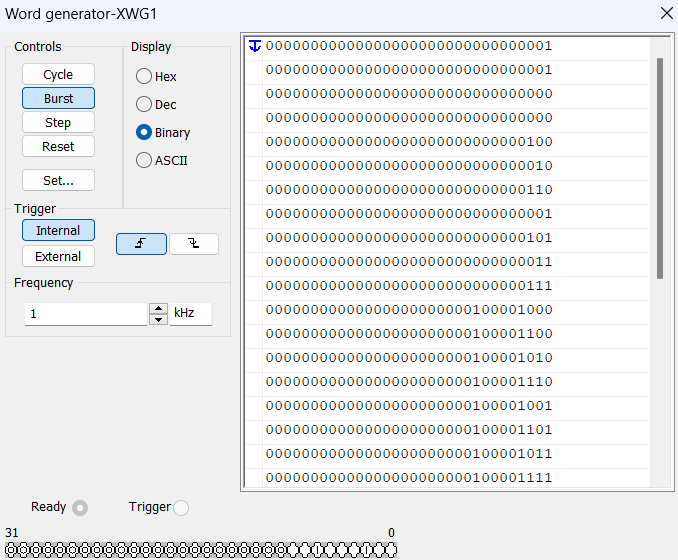 Word generator-XWG1
Controls
Cycle
Burst
Step
Reset
Set...
Display
Hex
Dec
Binary
ASCII
Trigger
Internal
External
Frequency
1
kHz
00000000000000000000000000000001
00000000000000000000000000000001
00000000000000000000000000000000
00000000000000000000000000000000
00000000000000000000000000000100
00000000000000000000000000000010
00000000000000000000000000000110
00000000000000000000000000000001
00000000000000000000000000000101
00000000000000000000000000000011
00000000000000000000000000000111
00000000000000000000000100001000
00000000000000000000000100001100
00000000000000000000000100001010
00000000000000000000000100001110
00000000000000000000000100001001
00000000000000000000000100001101
00000000000000000000000100001011
00000000000000000000000100001111
Ready
Trigger
31
0